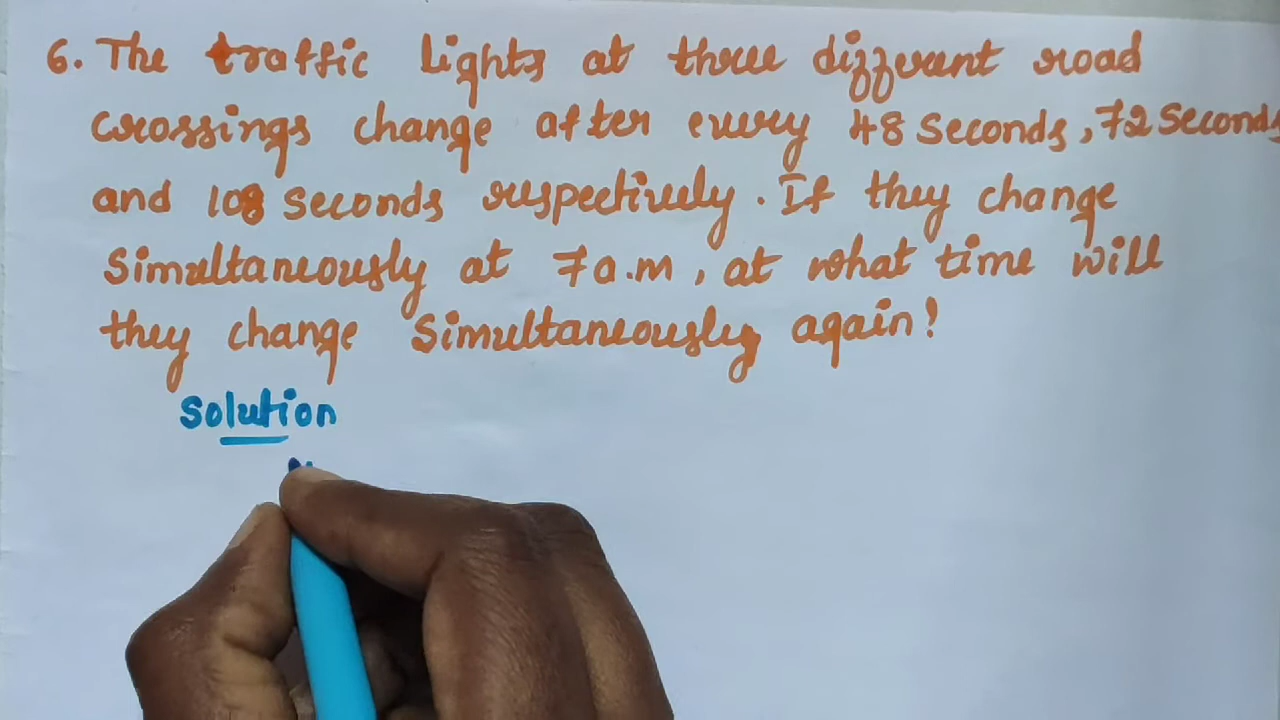 6. The traffic lights at three different road
crossings change after every 48 seconds, 72 seconds
and 108 seconds respectively. If they change
simultaneously at 7a.m, at what time will
they change simultaneously again?
Solution